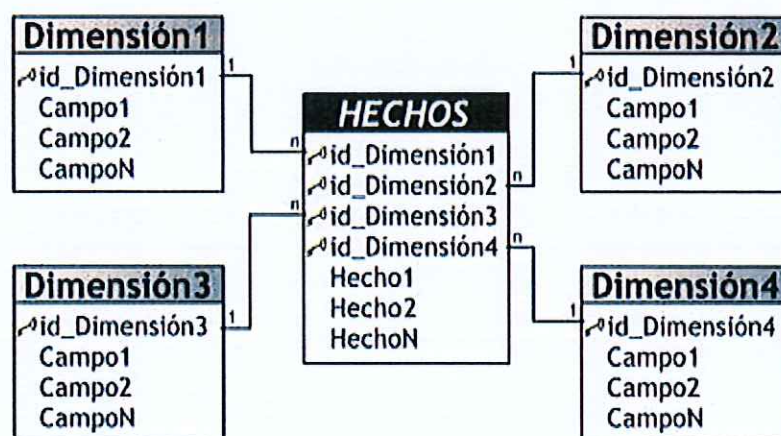 Dimensión1
id_Dimensión1
Campo1
Campo2
CampoN
1
Dimensión2
id_Dimensión2
Campo1
Campo2
CampoN
1
HECHOS
id_Dimensión1
id_Dimensión2
id_Dimensión3
id_Dimensión4
Hecho1
Hecho2
HechoN
n
n
n
n
Dimensión3
id_Dimensión3
Campo1
Campo2
CampoN
1
Dimensión4
id_Dimensión4
Campo1
Campo2
CampoN
1